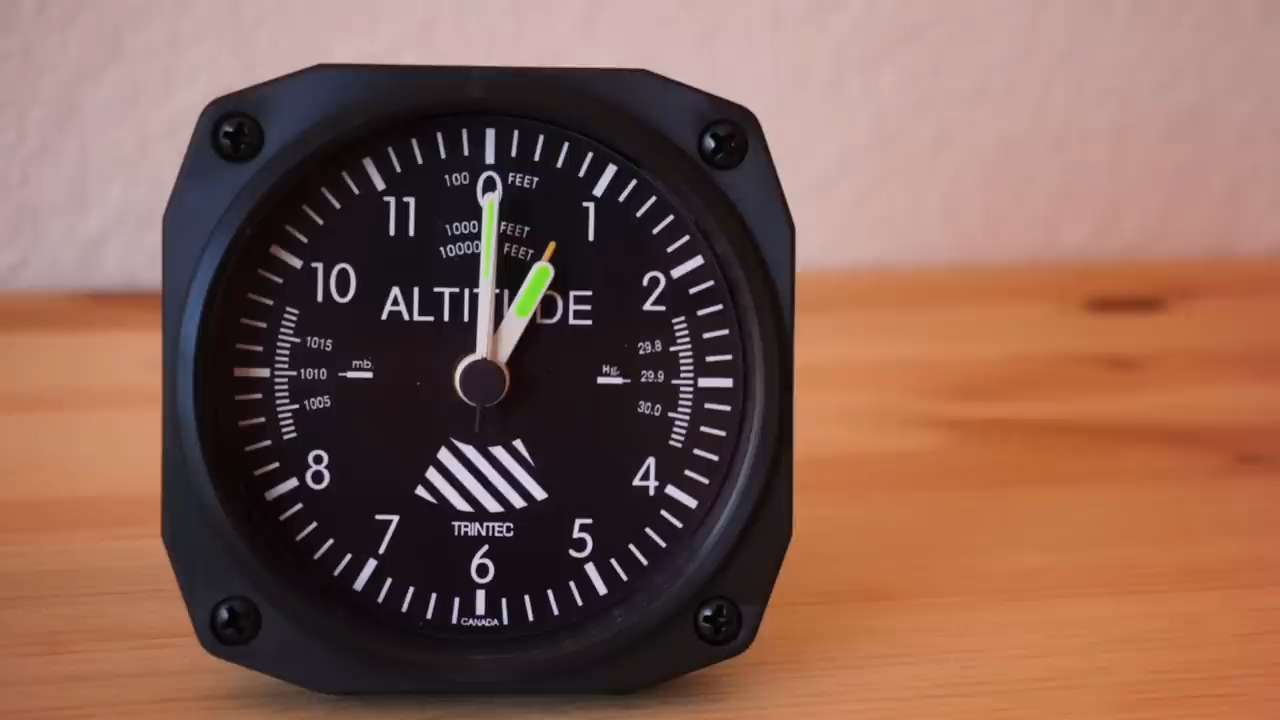 100 0 FEET
11 1000 FEET 1
10000 FEET
10 2
ALTITUDE
1015 mb. 29.8
1010 Hg. 29.9
1005 30.0
8 4
TRINTEC
7 5
6
CANADA